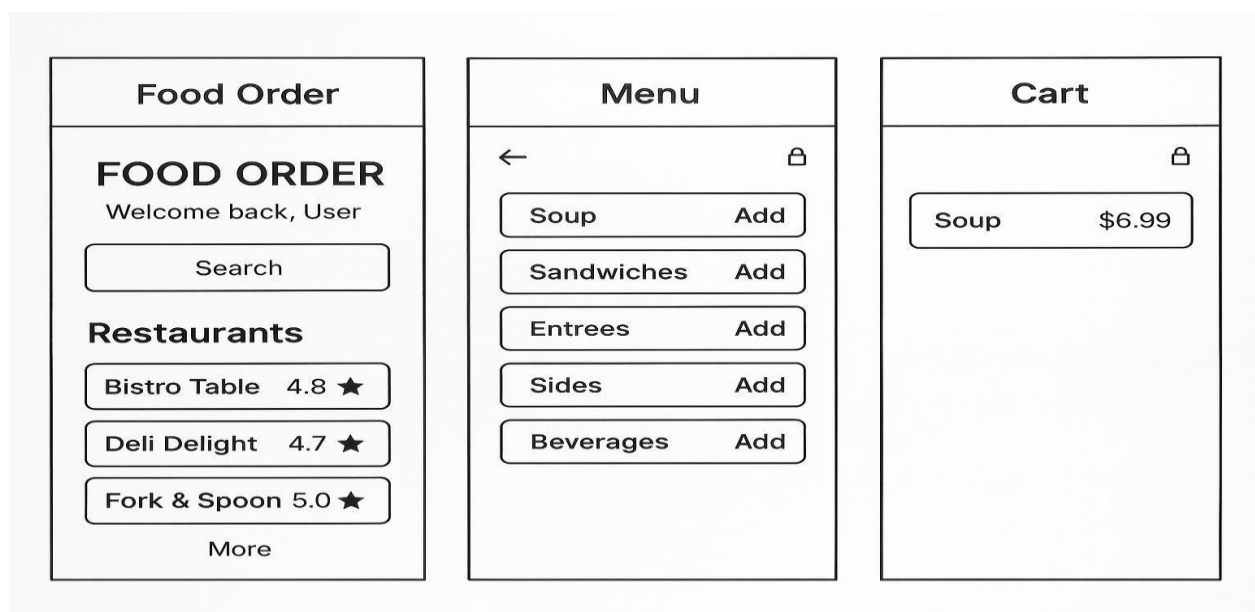 Food Order
FOOD ORDER
Welcome back, User
Search
Restaurants
Bistro Table 4.8 ★
Deli Delight 4.7 ★
Fork & Spoon 5.0 ★
More
Menu
Soup Add
Sandwiches Add
Entrees Add
Sides Add
Beverages Add
Cart
Soup $6.99